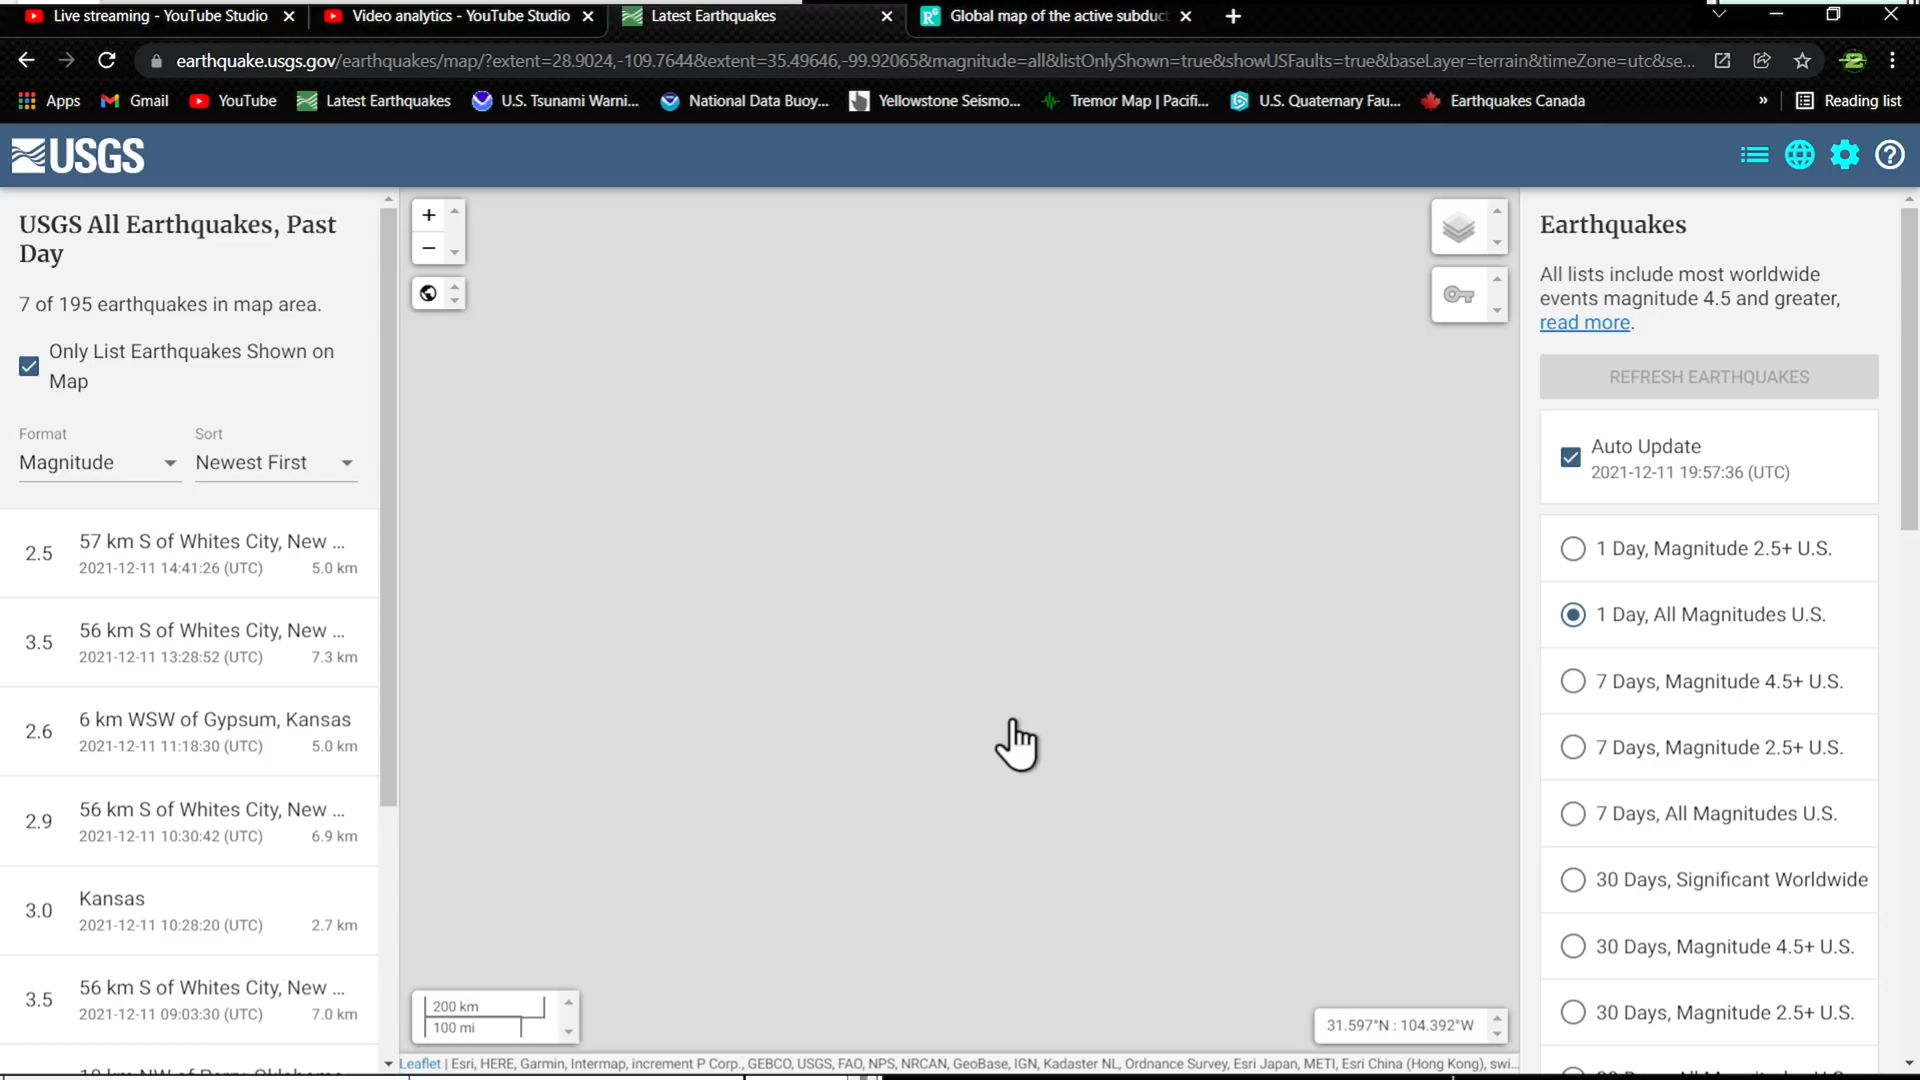 Live streaming - YouTube Studio
Video analytics - YouTube Studio
Latest Earthquakes
Global map of the active subduct
earthquake.usgs.gov/earthquakes/map/?extent=28.9024,-109.7644&extent=35.49646,-99.92065&magnitude=all&listOnlyShown=true&showUSFaults=true&baseLayer=terrain&timeZone=utc&se...
Apps
Gmail
YouTube
Latest Earthquakes
U.S. Tsunami Warni...
National Data Buoy...
Yellowstone Seismo...
Tremor Map | Pacifi...
U.S. Quaternary Fau...
Earthquakes Canada
»
Reading list
USGS
USGS All Earthquakes, Past
Day
7 of 195 earthquakes in map area.
Only List Earthquakes Shown on
Map
Format
Sort
Magnitude
Newest First
2.5
57 km S of Whites City, New ...
2021-12-11 14:41:26 (UTC) 5.0 km
3.5
56 km S of Whites City, New ...
2021-12-11 13:28:52 (UTC) 7.3 km
2.6
6 km WSW of Gypsum, Kansas
2021-12-11 11:18:30 (UTC) 5.0 km
2.9
56 km S of Whites City, New ...
2021-12-11 10:30:42 (UTC) 6.9 km
3.0
Kansas
2021-12-11 10:28:20 (UTC) 2.7 km
3.5
56 km S of Whites City, New ...
2021-12-11 09:03:30 (UTC) 7.0 km
+
−
200 km
100 mi
31.597°N : 104.392°W
Leaflet | Esri, HERE, Garmin, Intermap, increment P Corp., GEBCO, USGS, FAO, NPS, NRCAN, GeoBase, IGN, Kadaster NL, Ordnance Survey, Esri Japan, METI, Esri China (Hong Kong), swi...
Earthquakes
All lists include most worldwide
events magnitude 4.5 and greater,
read more.
REFRESH EARTHQUAKES
Auto Update
2021-12-11 19:57:36 (UTC)
1 Day, Magnitude 2.5+ U.S.
1 Day, All Magnitudes U.S.
7 Days, Magnitude 4.5+ U.S.
7 Days, Magnitude 2.5+ U.S.
7 Days, All Magnitudes U.S.
30 Days, Significant Worldwide
30 Days, Magnitude 4.5+ U.S.
30 Days, Magnitude 2.5+ U.S.